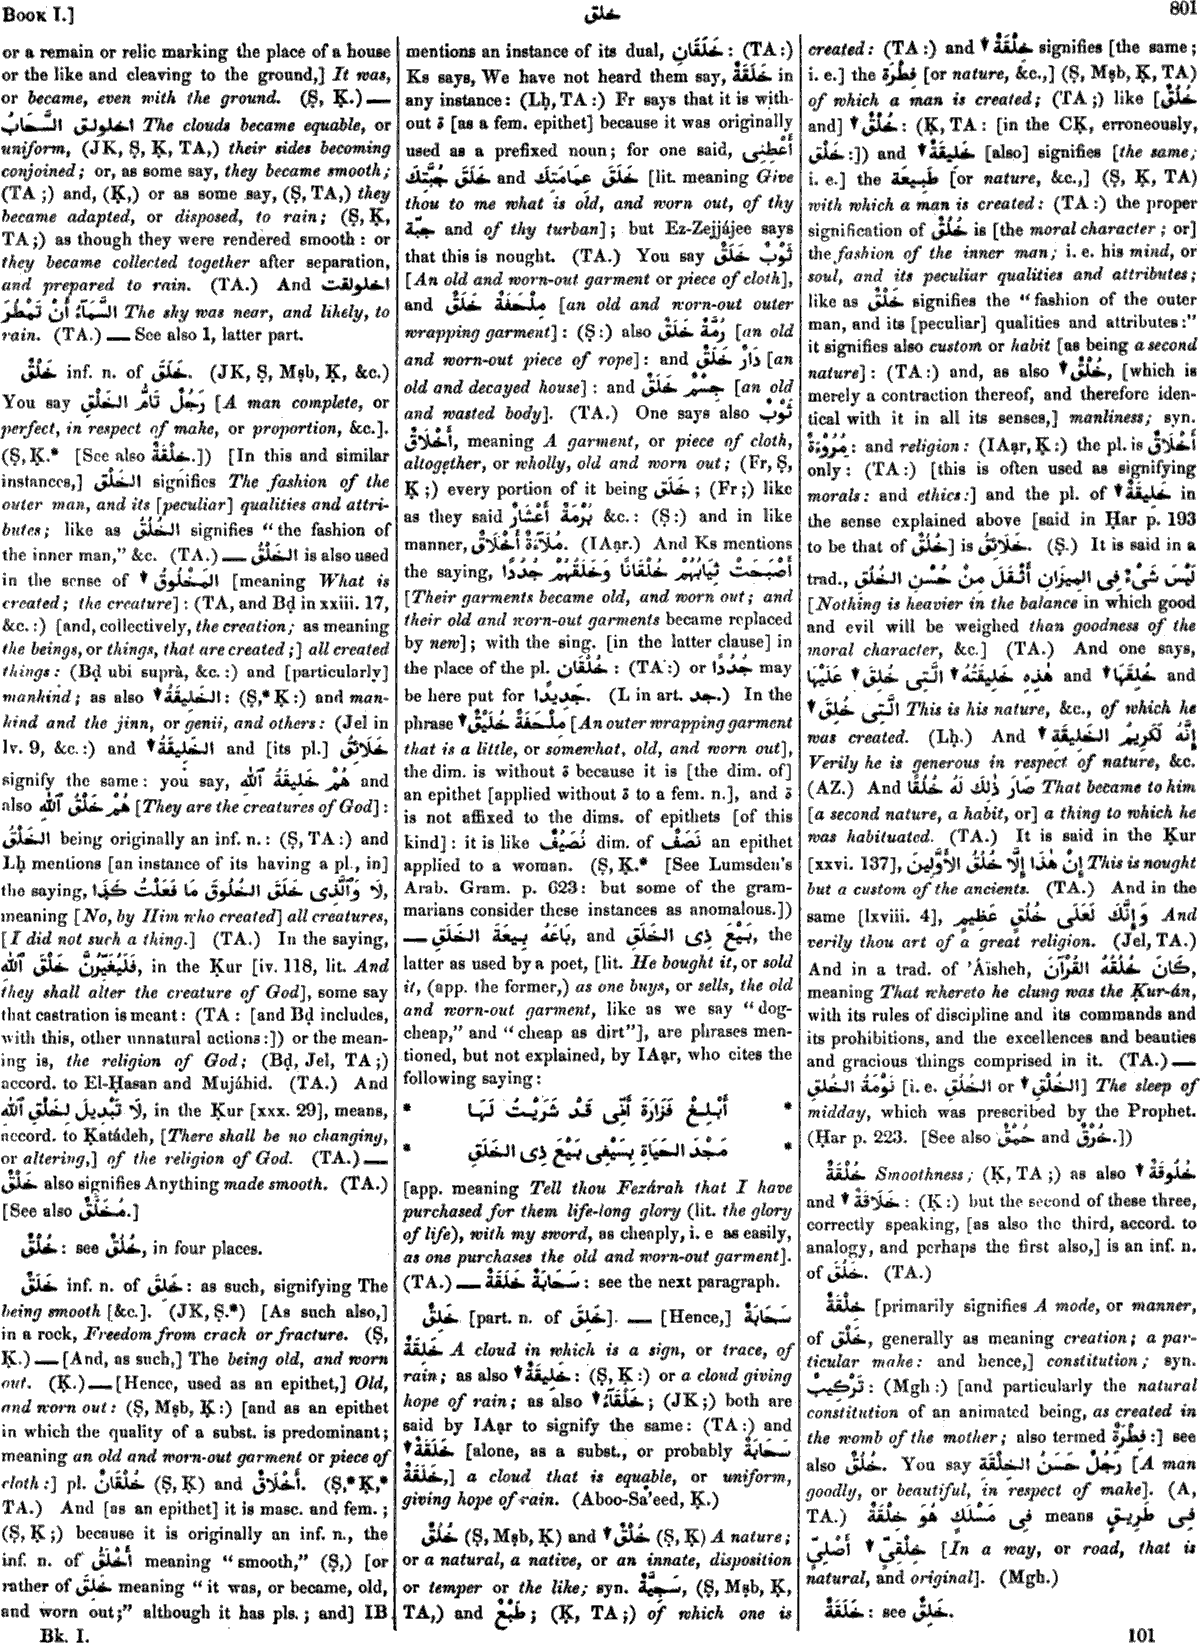 BOOK I.]
خلق
801
or a remain or relic marking the place of a house
or the like and cleaving to the ground,] It was,
or became, even with the ground. (Ṣ, Ḳ.) —
اخلولق السَّحَابُ The clouds became equable, or
uniform, (JK, Ṣ, Ḳ, TA,) their sides becoming
conjoined; or, as some say, they became smooth;
(TA;) and, (Ḳ,) or as some say, (Ṣ, TA,) they
became adapted, or disposed, to rain; (Ṣ, Ḳ,
TA;) as though they were rendered smooth: or
they became collected together after separation,
and prepared to rain. (TA.) And اخلولقت
السَّمَآءُ أَنْ تَمْطُرَ The sky was near, and likely, to
rain. (TA.) — See also 1, latter part.
خَلْقٌ inf. n. of خَلَقَ. (JK, Ṣ, Mṣb, Ḳ, &c.)
You say رَجُلٌ تَامُّ الخَلْقِ [A man complete, or
perfect, in respect of make, or proportion, &c.].
(Ṣ, Ḳ.* [See also خِلْقَةٌ.]) [In this and similar
instances,] الخَلْقُ signifies The fashion of the
outer man, and its [peculiar] qualities and attri-
butes; like as الخُلُقُ signifies "the fashion of
the inner man," &c. (TA.) — الخَلْقُ is also used
in the sense of ▼ المَخْلُوقُ [meaning What is
created; the creature]: (TA, and Bḍ in xxiii. 17,
&c.:) [and, collectively, the creation; as meaning
the beings, or things, that are created;] all created
things: (Bḍ ubi suprà, &c.:) and [particularly]
mankind; as also ▼ الخَلِيقَةُ: (Ṣ,* Ḳ:) and man-
kind and the jinn, or genii, and others: (Jel in
lv. 9, &c.:) and ▼ الخَلِيقَةُ and [its pl.] خَلَائِقُ
signify the same: you say, هُمْ خَلِيقَةُ ٱللّٰهِ and
also هُمْ خَلْقُ ٱللّٰهِ [They are the creatures of God]:
الخَلْقُ being originally an inf. n.: (Ṣ, TA:) and
Lḥ mentions [an instance of its having a pl., in]
the saying, لَا وَٱلَّذِى خَلَقَ الخُلُوقَ مَا فَعَلْتُ كَذَا,
meaning [No, by Him who created] all creatures,
[I did not such a thing.] (TA.) In the saying,
فَلَيُغَيِّرُنَّ خَلْقَ ٱللّٰهِ, in the Ḳur [iv. 118, lit. And
they shall alter the creature of God], some say
that castration is meant: (TA: [and Bḍ includes,
with this, other unnatural actions:]) or the mean-
ing is, the religion of God; (Bḍ, Jel, TA;)
accord. to El-Ḥasan and Mujáhid. (TA.) And
لَا تَبْدِيلَ لِخَلْقِ ٱللّٰهِ, in the Ḳur [xxx. 29], means,
accord. to Ḳatádeh, [There shall be no changing,
or altering,] of the religion of God. (TA.) —
خَلْقٌ also signifies Anything made smooth. (TA.)
[See also مُخَلَّقٌ.]
خُلْقٌ: see خُلُقٌ, in four places.
خَلَقٌ inf. n. of خَلِقَ: as such, signifying The
being smooth [&c.]. (JK, Ṣ.*) [As such also,]
in a rock, Freedom from crack or fracture. (Ṣ,
Ḳ.) — [And, as such,] The being old, and worn
out. (Ḳ.) — [Hence, used as an epithet,] Old,
and worn out: (Ṣ, Mṣb, Ḳ:) [and as an epithet
in which the quality of a subst. is predominant;
meaning an old and worn-out garment or piece of
cloth:] pl. خُلْقَانٌ (Ṣ, Ḳ) and أَخْلَاقٌ. (Ṣ,* Ḳ,*
TA.) And [as an epithet] it is masc. and fem.;
(Ṣ, Ḳ;) because it is originally an inf. n., the
inf. n. of أَخْلَقُ meaning "smooth," (Ṣ,) [or
rather of خَلِقَ meaning "it was, or became, old,
and worn out;" although it has pls.; and] IB
mentions an instance of its dual, خَلَقَانِ: (TA:)
Ks says, We have not heard them say, خَلَقَةٌ in
any instance: (Lḥ, TA:) Fr says that it is with-
out ة [as a fem. epithet] because it was originally
used as a prefixed noun; for one said, أَعْطِنِى
خَلَقَ جُبَّتِكَ and خَلَقَ عِمَامَتِكَ [lit. meaning Give
thou to me what is old, and worn out, of thy
جُبَّة and of thy turban]; but Ez-Zejjájee says
that this is nought. (TA.) You say ثَوْبٌ خَلَقٌ
[An old and worn-out garment or piece of cloth],
and مِلْحَفَةٌ خَلَقٌ [an old and worn-out outer
wrapping garment]: (Ṣ:) also رُمَّةٌ خَلَقٌ [an old
and worn-out piece of rope]: and دَارٌ خَلَقٌ [an
old and decayed house]: and جِسْمٌ خَلَقٌ [an old
and wasted body]. (TA.) One says also ثَوْبٌ
أَخْلَاقٌ, meaning A garment, or piece of cloth,
altogether, or wholly, old and worn out; (Fr, Ṣ,
Ḳ;) every portion of it being خَلَق; (Fr;) like
as they said بُرْمَةٌ أَعْشَارٌ &c.: (Ṣ:) and in like
manner, مُلَآءَةٌ أَخْلَاقٌ. (IAạr.) And Ks mentions
the saying, أَصْبَحَتْ ثِيَابُهُمْ خُلْقَانًا وَخَلَقُهُمْ جُدُدًا
[Their garments became old, and worn out; and
their old and worn-out garments became replaced
by new]; with the sing. [in the latter clause] in
the place of the pl. خُلْقَان: (TA:) or جُدُدًا may
be here put for جَدِيدًا. (L in art. جد.) In the
phrase ▼ مِلْحَفَةٌ خُلَيْقٌ [An outer wrapping garment
that is a little, or somewhat, old, and worn out],
the dim. is without ة because it is [the dim. of]
an epithet [applied without ة to a fem. n.], and ة
is not affixed to the dims. of epithets [of this
kind]: it is like نُصَيْفٌ dim. of نَصَفٌ an epithet
applied to a woman. (Ṣ, Ḳ.* [See Lumsden's
Arab. Gram. p. 623: but some of the gram-
marians consider these instances as anomalous.])
— بَاعَهُ بِيعَةَ الخَلَقِ, and بَيْعَ ذِى الخَلَقِ, the
latter as used by a poet, [lit. He bought it, or sold
it, (app. the former,) as one buys, or sells, the old
and worn-out garment, like as we say "dog-
cheap," and "cheap as dirt"], are phrases men-
tioned, but not explained, by IAạr, who cites the
following saying:
* أَبْلِغْ فَزَارَةَ أَنِّى قَدْ شَرَيْتُ لَهَا *
* مَجْدَ الحَيَاةِ بِسَيْفِى بَيْعَ ذِى الخَلَقِ *
[app. meaning Tell thou Fezárah that I have
purchased for them life-long glory (lit. the glory
of life), with my sword, as cheaply, i. e as easily,
as one purchases the old and worn-out garment].
(TA.) — سَحَابَةٌ خَلَقَةٌ: see the next paragraph.
خَلِقٌ [part. n. of خَلِقَ]. — [Hence,] سَحَابَةٌ
خَلِقَةٌ A cloud in which is a sign, or trace, of
rain; as also ▼ خَلِيقَةٌ: (Ṣ, Ḳ:) or a cloud giving
hope of rain; as also ▼ خَلْقَآءُ; (JK;) both are
said by IAạr to signify the same: (TA:) and
▼ خَلَقَةٌ [alone, as a subst., or probably سَحَابَةٌ
خَلَقَةٌ,] a cloud that is equable, or uniform,
giving hope of rain. (Aboo-Sa'eed, Ḳ.)
خُلُقٌ (Ṣ, Mṣb, Ḳ) and ▼ خُلْقٌ (Ṣ, Ḳ) A nature;
or a natural, a native, or an innate, disposition
or temper or the like; syn. سَجِيَّةٌ, (Ṣ, Mṣb, Ḳ,
TA,) and طَبْعٌ; (Ḳ, TA;) of which one is
created: (TA:) and ▼ خِلْقَةٌ signifies [the same;
i. e.] the فِطْرَة [or nature, &c.,] (Ṣ, Mṣb, Ḳ, TA)
of which a man is created; (TA;) like [خُلُقٌ
and] ▼ خُلْقٌ: (Ḳ, TA: [in the CḲ, erroneously,
خَلْق:]) and ▼ خَلِيقَةٌ [also] signifies [the same;
i. e.] the طَبِيعَة [or nature, &c.,] (Ṣ, Ḳ, TA)
with which a man is created: (TA:) the proper
signification of خُلُقٌ is [the moral character; or]
the fashion of the inner man; i. e. his mind, or
soul, and its peculiar qualities and attributes;
like as خَلْقٌ signifies the "fashion of the outer
man, and its [peculiar] qualities and attributes:"
it signifies also custom or habit [as being a second
nature]: (TA:) and, as also ▼ خُلْقٌ, [which is
merely a contraction thereof, and therefore iden-
tical with it in all its senses,] manliness; syn.
مُرُوْءَةٌ: and religion: (IAạr, Ḳ:) the pl. is أَخْلَاقٌ
only: (TA:) [this is often used as signifying
morals: and ethics:] and the pl. of ▼ خَلِيقَةٌ in
the sense explained above [said in Ḥar p. 193
to be that of خُلُقٌ] is خَلَائِقُ. (Ṣ.) It is said in a
trad., لَيْسَ شَىْءٌ فِى المِيزَانِ أَثْقَلَ مِنْ حُسْنِ الخُلُقِ
[Nothing is heavier in the balance in which good
and evil will be weighed than goodness of the
moral character, &c.] (TA.) And one says,
هٰذِهِ خَلِيقَتُهُ ▼ الَّتِى خُلِقَ عَلَيْهَا ▼ and خُلِقَهَا ▼ and
الَّتِى خُلِقَ ▼ This is his nature, &c., of which he
was created. (Lḥ.) And إِنَّهُ لَكَرِيمُ الخَلِيقَةِ ▼
Verily he is generous in respect of nature, &c.
(AZ.) And صَارَ ذٰلِكَ لَهُ خُلُقًا That became to him
[a second nature, a habit, or] a thing to which he
was habituated. (TA.) It is said in the Ḳur
[xxvi. 137], إِنْ هٰذَا إِلَّا خُلُقُ الأَوَّلِينَ This is nought
but a custom of the ancients. (TA.) And in the
same [lxviii. 4], وَإِنَّكَ لَعَلَى خُلُقٍ عَظِيمٍ And
verily thou art of a great religion. (Jel, TA.)
And in a trad. of 'Áïsheh, كَانَ خُلُقُهُ القُرْآنَ,
meaning That whereto he clung was the Ḳur-án,
with its rules of discipline and its commands and
its prohibitions, and the excellences and beauties
and gracious things comprised in it. (TA.) —
نَوْمَةُ الخُلقِ [i. e. الخُلْقِ or ▼ الخُلُقِ] The sleep of
midday, which was prescribed by the Prophet.
(Ḥar p. 223. [See also حُمْقٌ and خُرْقٌ.])
خُلْقَةٌ Smoothness; (Ḳ, TA;) as also ▼ خُلُوقَةٌ
and ▼ خَلَاقَةٌ: (Ḳ:) but the second of these three,
correctly speaking, [as also the third, accord. to
analogy, and perhaps the first also,] is an inf. n.
of خَلُقَ. (TA.)
خِلْقَةٌ [primarily signifies A mode, or manner,
of خَلْق, generally as meaning creation; a par-
ticular make: and hence,] constitution; syn.
تَرْكِيبٌ: (Mgh:) [and particularly the natural
constitution of an animated being, as created in
the womb of the mother; also termed فِطْرَةٌ:] see
also خُلُقٌ. You say رَجُلٌ حَسَنُ الخِلْقَةِ [A man
goodly, or beautiful, in respect of make]. (A,
TA.) فِى مَسْلَكٍ هُوَ خِلْقَةٌ means فِى طَرِيقٍ
خِلْقِىٍّ ▼ أَصْلِىٍّ [In a way, or road, that is
natural, and original]. (Mgh.)
خَلَقَةٌ: see خَلِقٌ.
Bk. I.
101